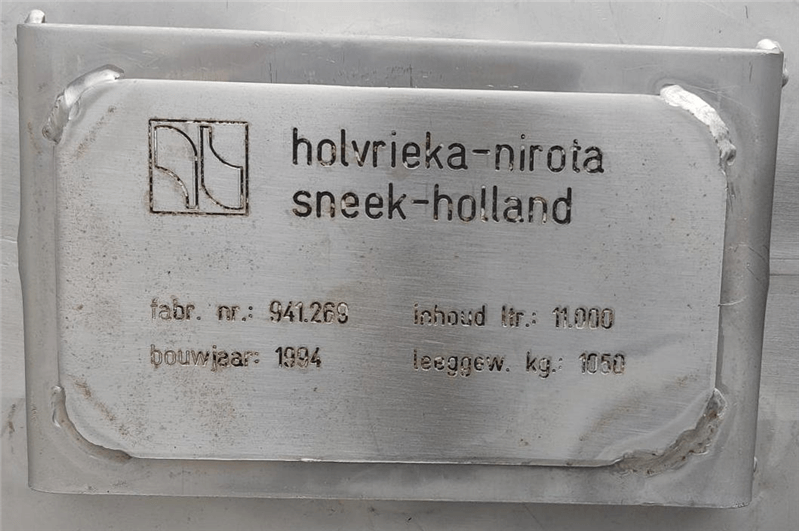 holvrieka-nirota
sneek-holland
fabr. nr.: 941.269 inhoud ltr.: 11.000
bouwjaar: 1994 leeggew. kg.: 1050